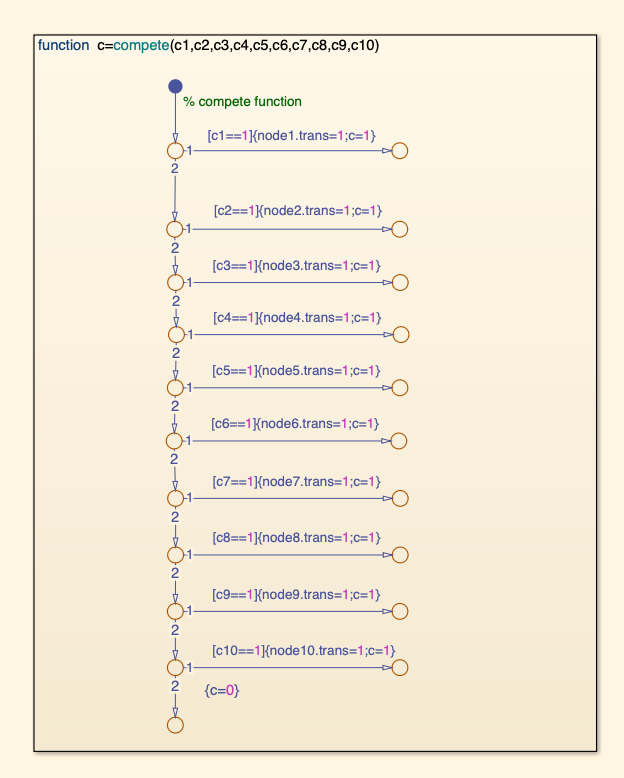 function c=compete(c1,c2,c3,c4,c5,c6,c7,c8,c9,c10)
% compete function
[c1==1]{node1.trans=1;c=1}
1
2
[c2==1]{node2.trans=1;c=1}
1
2
[c3==1]{node3.trans=1;c=1}
1
2
[c4==1]{node4.trans=1;c=1}
1
2
[c5==1]{node5.trans=1;c=1}
1
2
[c6==1]{node6.trans=1;c=1}
1
2
[c7==1]{node7.trans=1;c=1}
1
2
[c8==1]{node8.trans=1;c=1}
1
2
[c9==1]{node9.trans=1;c=1}
1
2
[c10==1]{node10.trans=1;c=1}
1
2
{c=0}